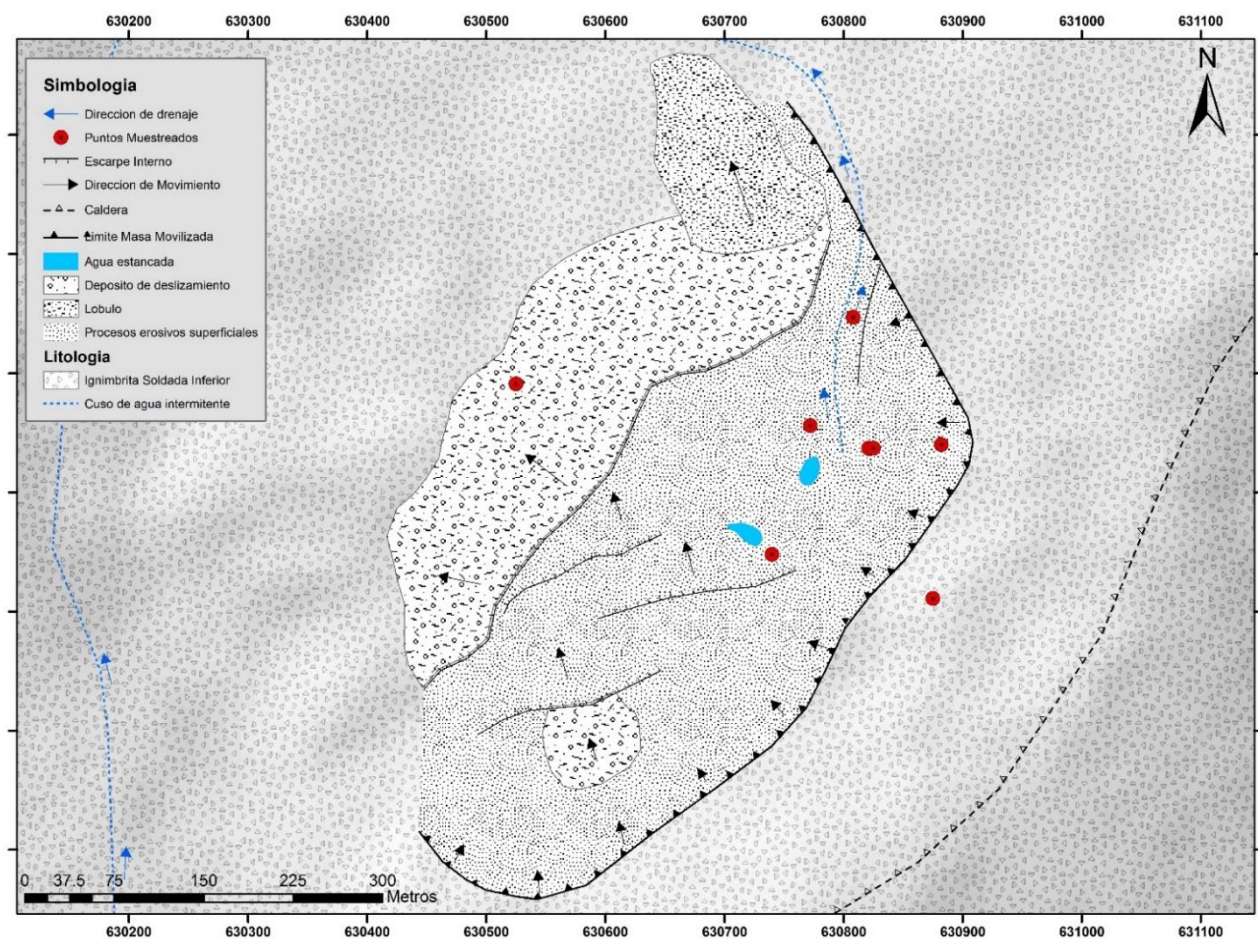 630200 630300 630400 630500 630600 630700 630800 630900 631000 631100
N
Simbologia
Direccion de drenaje
Puntos Muestreados
Escarpe Interno
Direccion de Movimiento
Caldera
Limite Masa Movilizada
Agua estancada
Deposito de deslizamiento
Lobulo
Procesos erosivos superficiales
Litologia
Ignimbrita Soldada Inferior
Cuso de agua intermitente
0 37.5 75 150 225 300
Metros
630200 630300 630400 630500 630600 630700 630800 630900 631000 631100